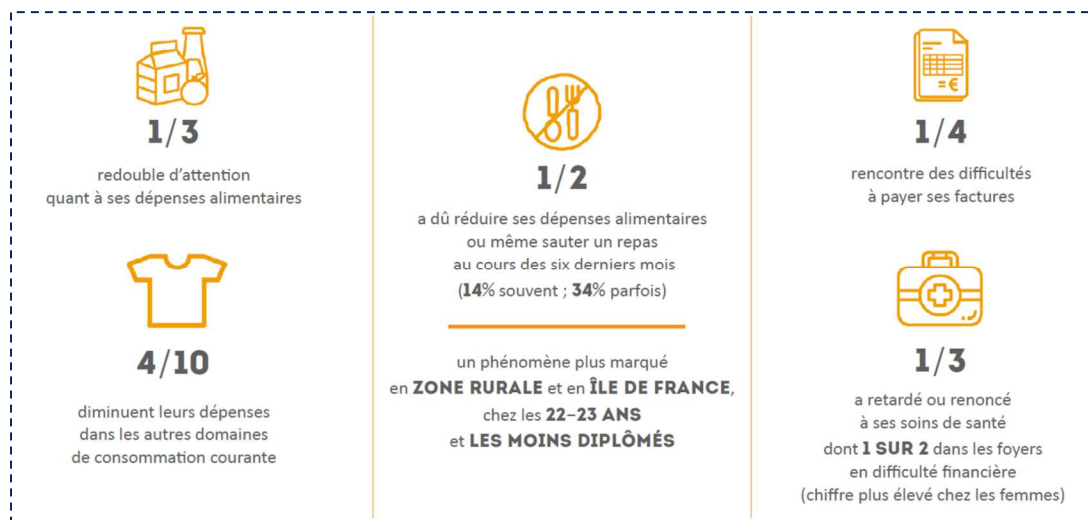 1/3
redouble d'attention
quant à ses dépenses alimentaires
4/10
diminuent leurs dépenses
dans les autres domaines
de consommation courante
1/2
a dû réduire ses dépenses alimentaires
ou même sauter un repas
au cours des six derniers mois
(14% souvent ; 34% parfois)
un phénomène plus marqué
en ZONE RURALE et en ÎLE DE FRANCE,
chez les 22–23 ANS
et LES MOINS DIPLÔMÉS
= €
1/4
rencontre des difficultés
à payer ses factures
1/3
a retardé ou renoncé
à ses soins de santé
dont 1 SUR 2 dans les foyers
en difficulté financière
(chiffre plus élevé chez les femmes)